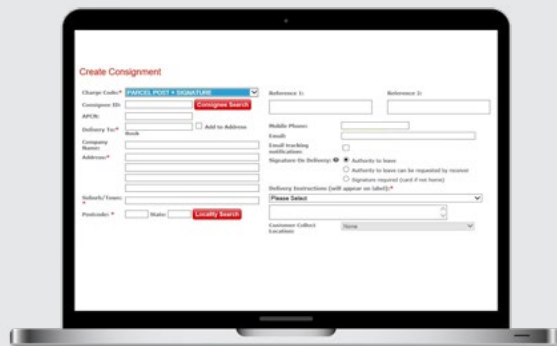 Create Consignment
Charge Code:* PARCEL POST + SIGNATURE
Consignee ID: Consignee Search
APCN:
Delivery To:* Add to Address
Book
Company
Name:
Address:*
Suburb/Town:
*
Postcode: * State: Locality Search
Reference 1: Reference 2:
Mobile Phone:
Email:
Email tracking
notifications
Signature On Delivery: Authority to leave
Authority to leave can be requested by receiver
Signature required (card if not home)
Delivery Instructions (will appear on label):*
Please Select
Customer Collect None
Location: